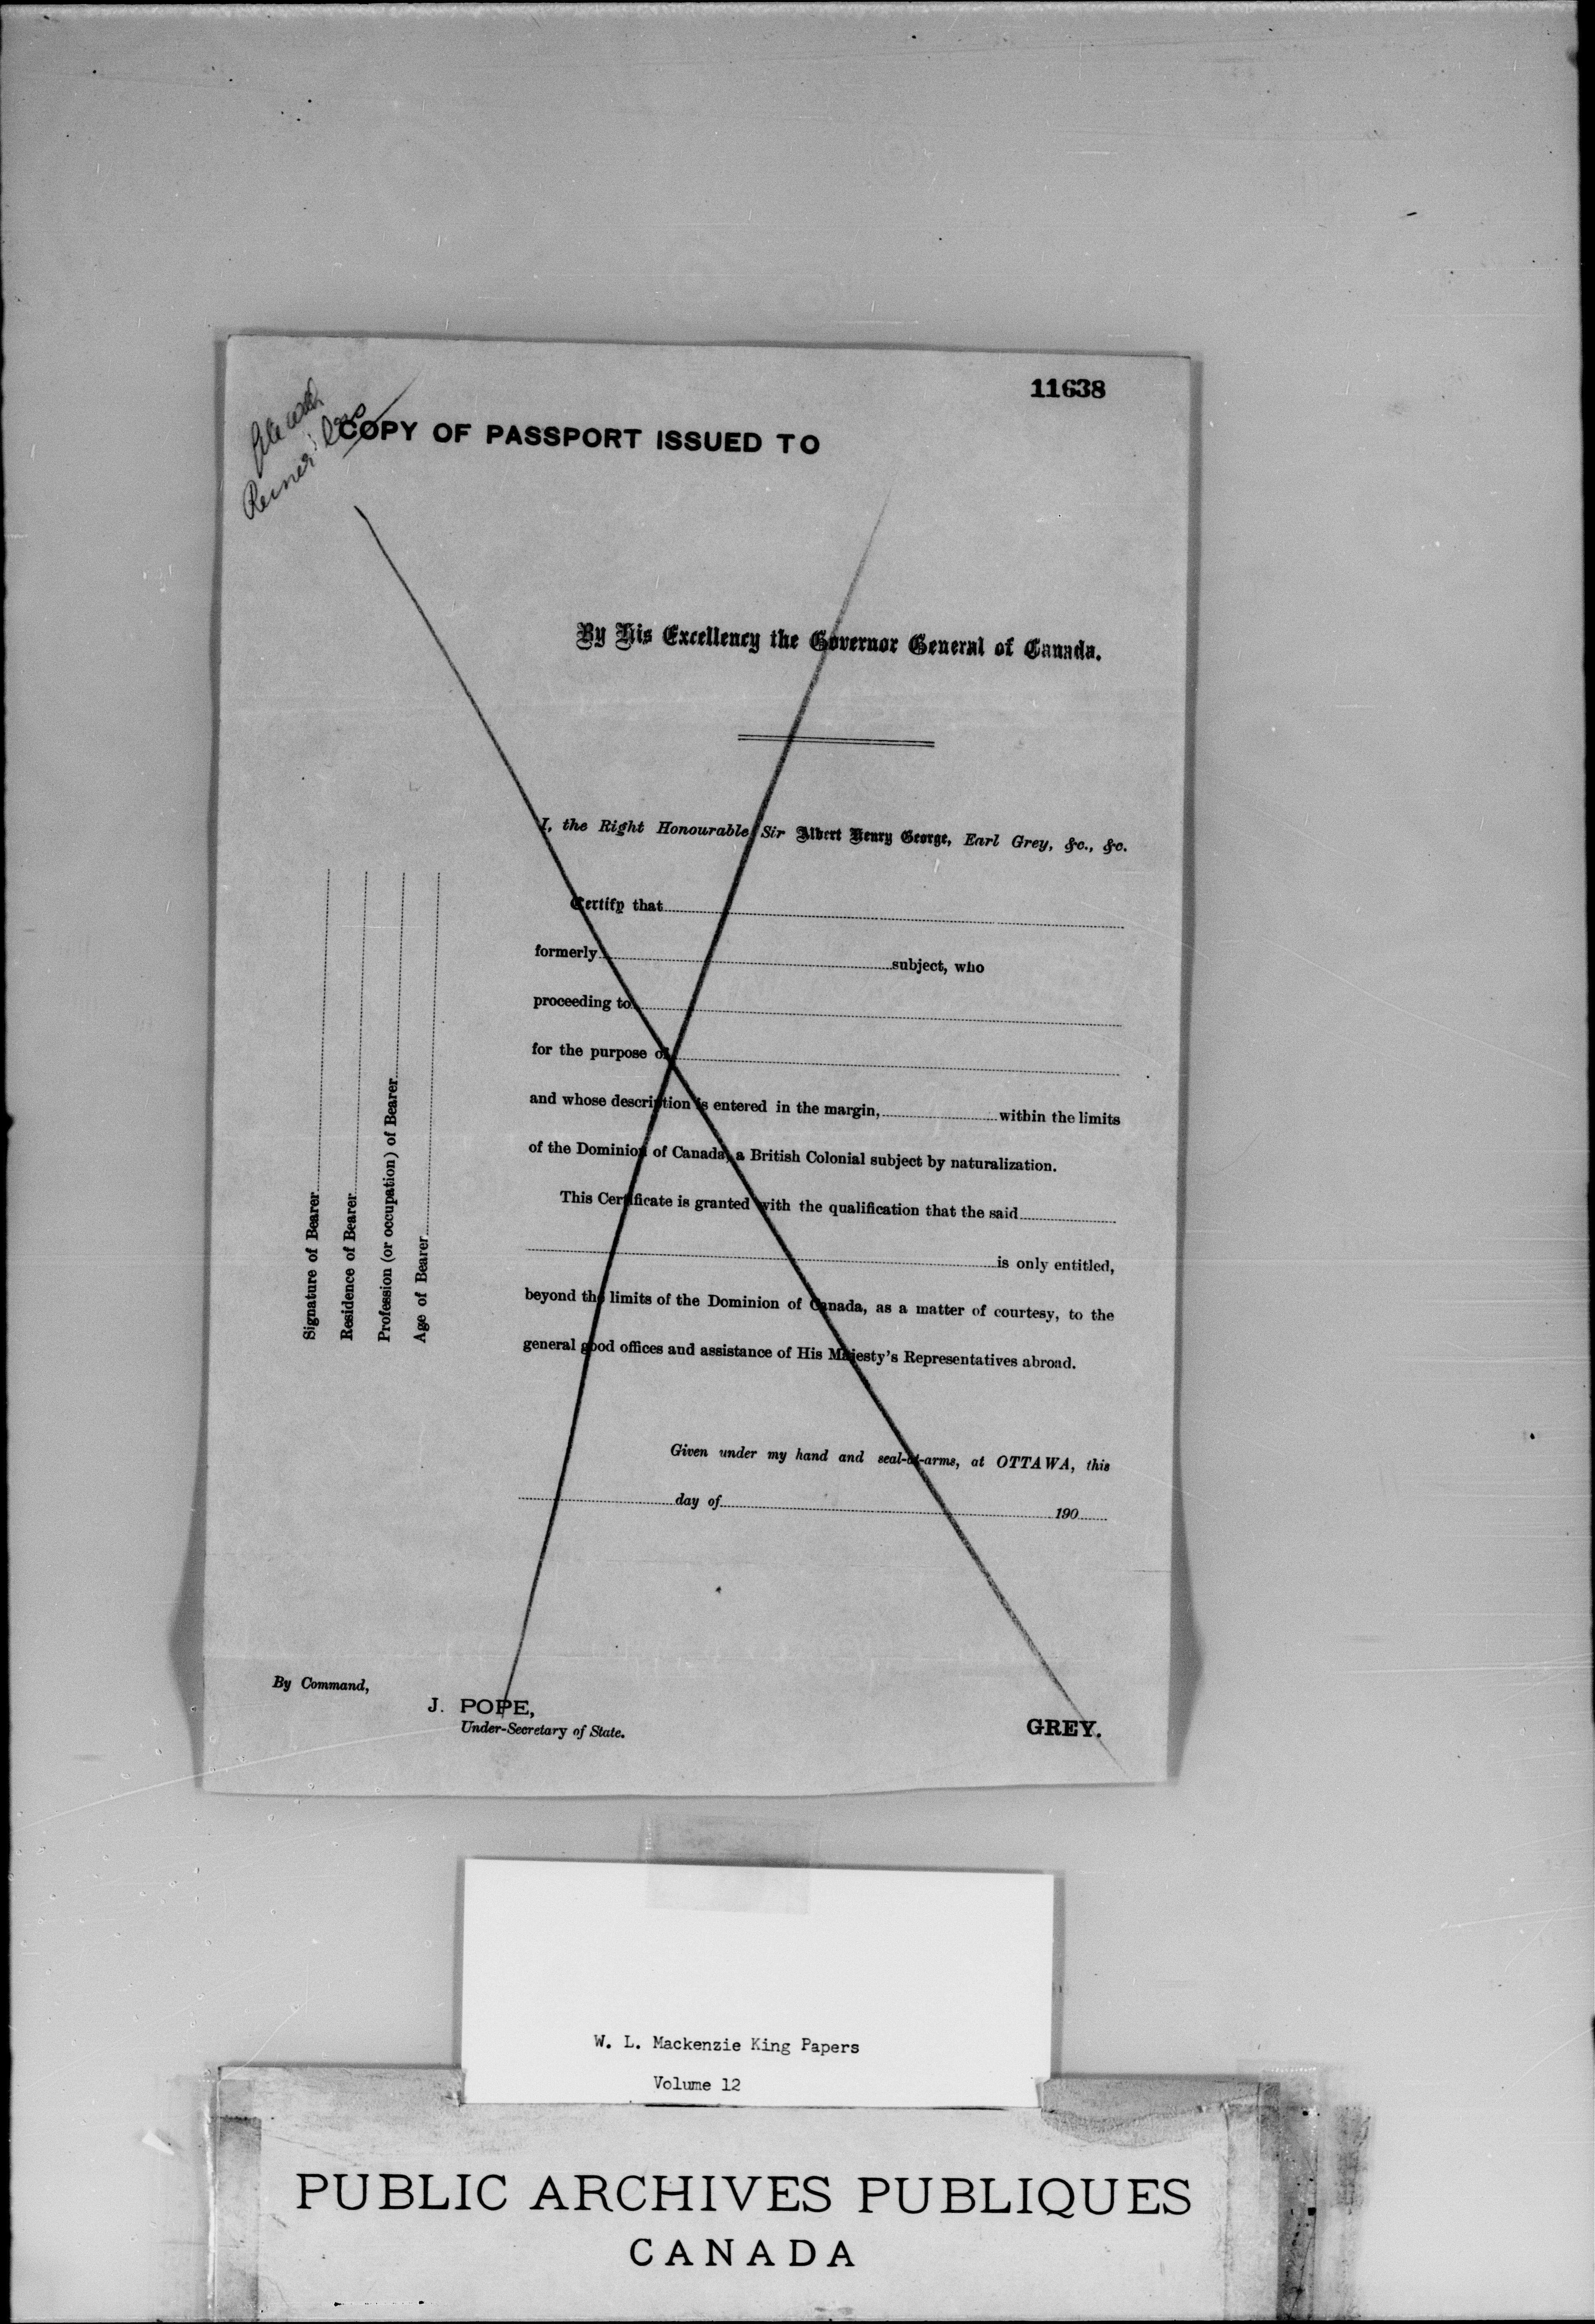 11638
File with
COPY OF PASSPORT ISSUED TO
By His Excellency the Governor General of Canada.
I, the Right Honourable Sir Albert Henry George, Earl Grey, &c., &c.
Certify that
formerly subject, who
proceeding to
for the purpose of
and whose description is entered in the margin, within the limits
of the Dominion of Canada, a British Colonial subject by naturalization.
This Certificate is granted with the qualification that the said
is only entitled,
beyond the limits of the Dominion of Canada, as a matter of courtesy, to the
general good offices and assistance of His Majesty's Representatives abroad.
Signature of Bearer
Residence of Bearer
Profession (or occupation) of Bearer
Age of Bearer
Given under my hand and seal-at-arms, at OTTAWA, this
day of 190
By Command,
J. POPE,
Under-Secretary of State.
GREY.
W. L. Mackenzie King Papers
Volume 12
PUBLIC ARCHIVES PUBLIQUES
CANADA